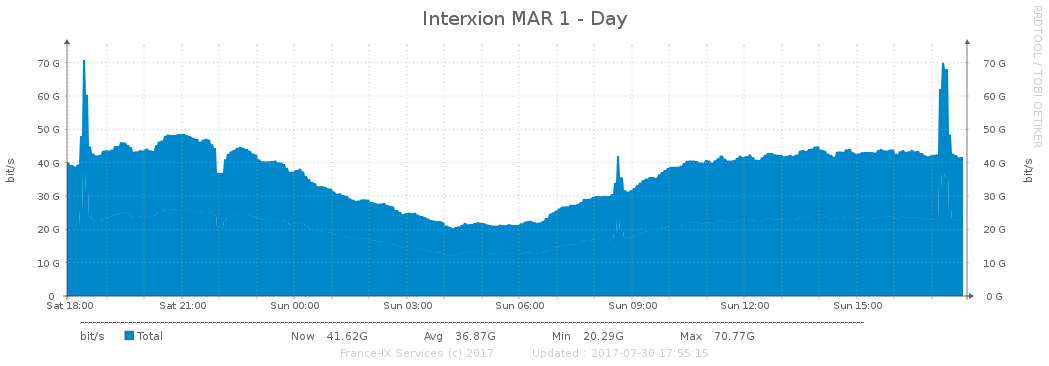 Interxion MAR 1 - Day
RRDTOOL / TOBI OETIKER
bit/s
bit/s
70 G 70 G
60 G 60 G
50 G 50 G
40 G 40 G
30 G 30 G
20 G 20 G
10 G 10 G
0 0 G
Sat 18:00 Sat 21:00 Sun 00:00 Sun 03:00 Sun 06:00 Sun 09:00 Sun 12:00 Sun 15:00
bit/s Total Now 41.62G Avg 36.87G Min 20.29G Max 70.77G
France-IX Services (c) 2017 Updated : 2017-07-30 17:55:15